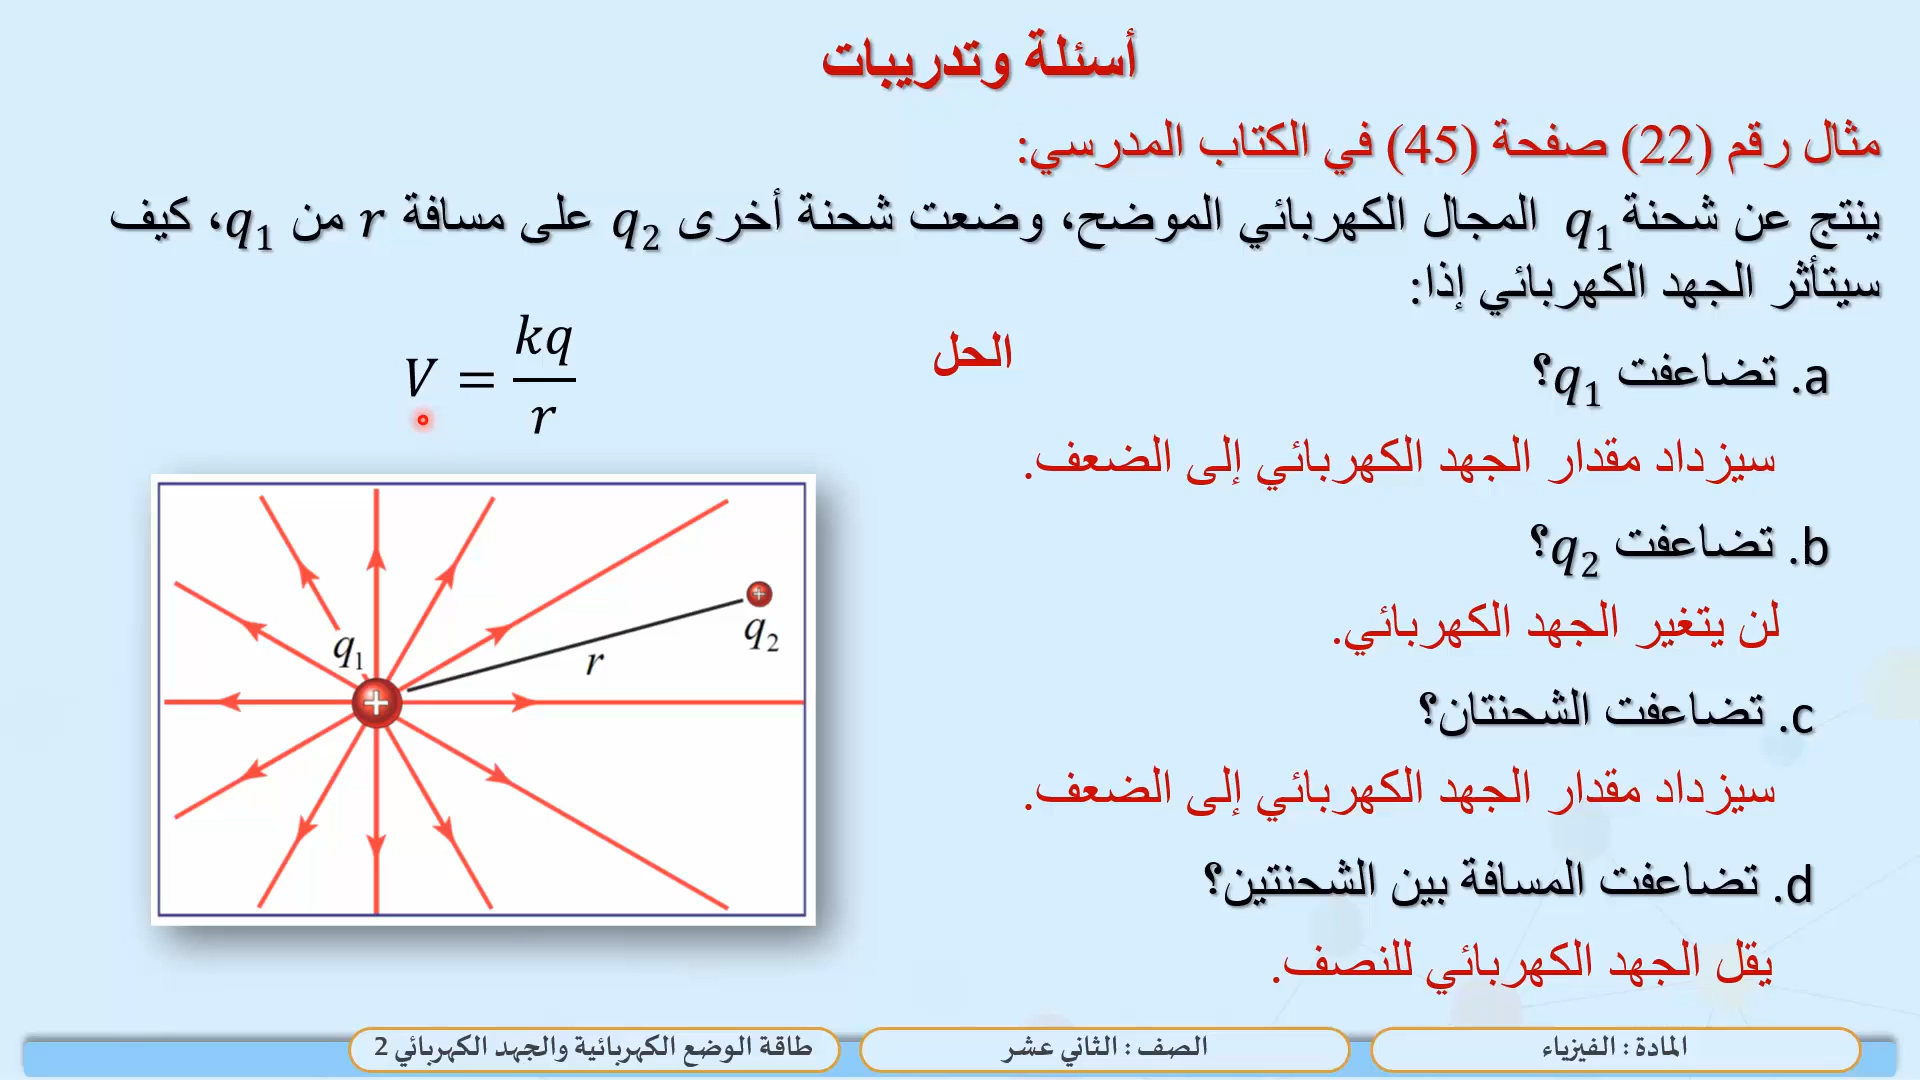 أسئلة وتدريبات
مثال رقم (22) صفحة (45) في الكتاب المدرسي:
ينتج عن شحنة q₁ المجال الكهربائي الموضح، وضعت شحنة أخرى q₂ على مسافة r من q₁، كيف
سيتأثر الجهد الكهربائي إذا:
الحل
V = kq/r
a. تضاعفت q₁؟
سيزداد مقدار الجهد الكهربائي إلى الضعف.
b. تضاعفت q₂؟
لن يتغير الجهد الكهربائي.
c. تضاعفت الشحنتان؟
سيزداد مقدار الجهد الكهربائي إلى الضعف.
d. تضاعفت المسافة بين الشحنتين؟
يقل الجهد الكهربائي للنصف.
q₁
+
r
+
q₂
المادة : الفيزياء
الصف : الثاني عشر
طاقة الوضع الكهربائية والجهد الكهربائي 2